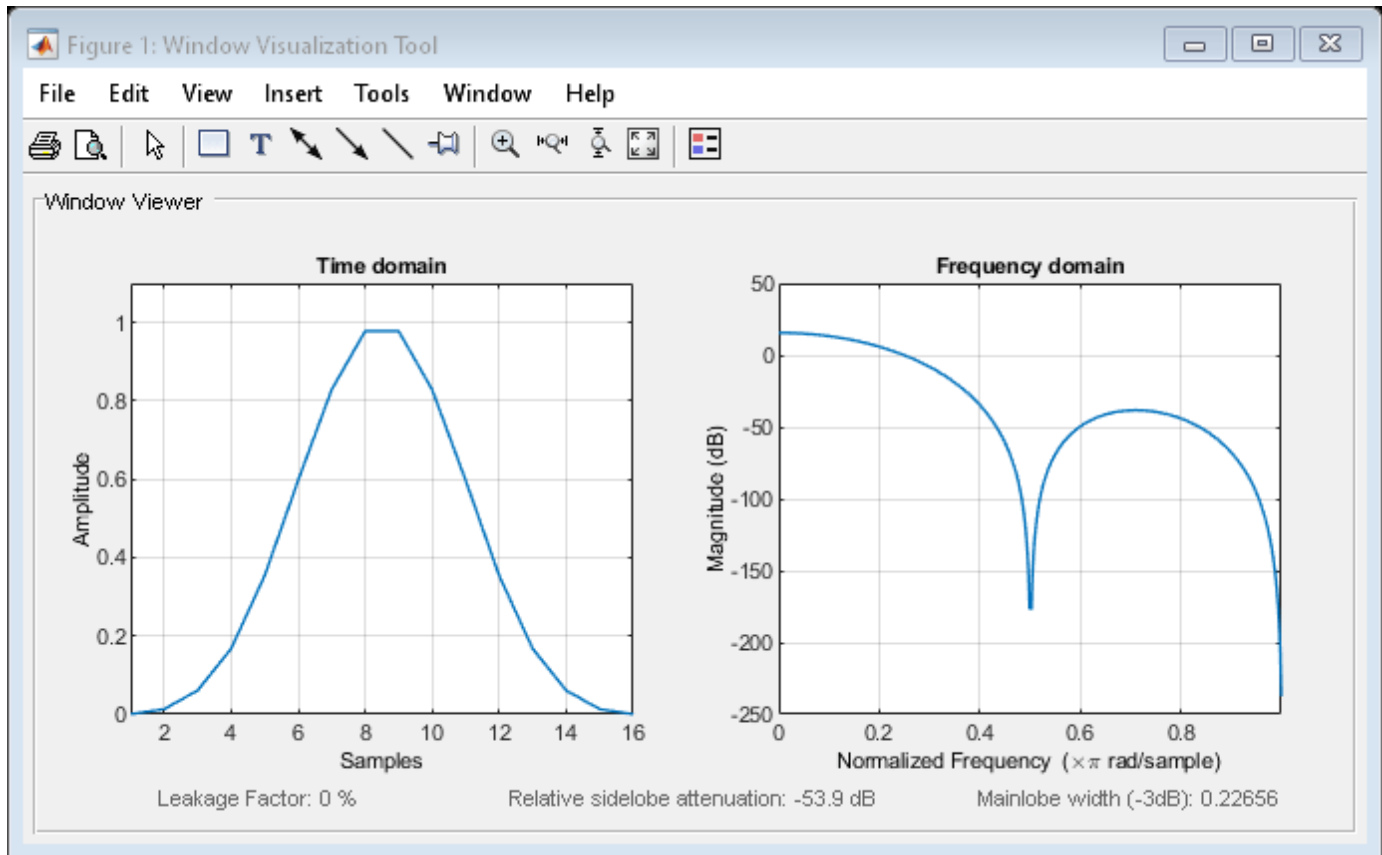 Figure 1: Window Visualization Tool
File Edit View Insert Tools Window Help
T
Window Viewer
Time domain
1
0.8
0.6
0.4
0.2
0
Amplitude
2 4 6 8 10 12 14 16
Samples
Frequency domain
50
0
-50
-100
-150
-200
-250
Magnitude (dB)
0 0.2 0.4 0.6 0.8
Normalized Frequency (×π rad/sample)
Leakage Factor: 0 %
Relative sidelobe attenuation: -53.9 dB
Mainlobe width (-3dB): 0.22656